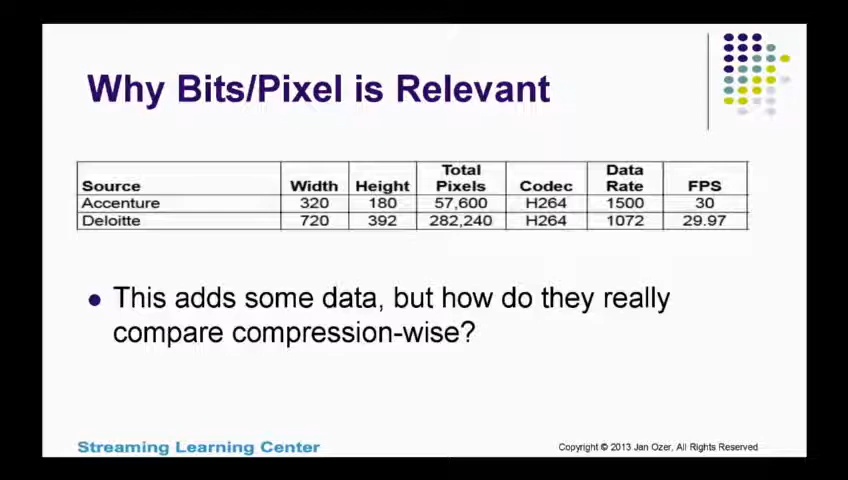 Why Bits/Pixel is Relevant
Source Width Height Total Pixels Codec Data Rate FPS
Accenture 320 180 57,600 H264 1500 30
Deloitte 720 392 282,240 H264 1072 29.97
This adds some data, but how do they really
compare compression-wise?
Streaming Learning Center
Copyright © 2013 Jan Ozer, All Rights Reserved